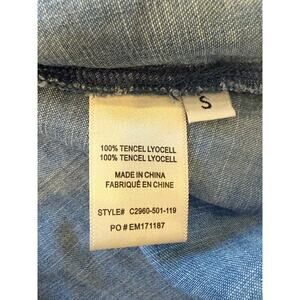 S
100% TENCEL LYOCELL
100% TENCEL LYOCELL
MADE IN CHINA
FABRIQUÉ EN CHINE
STYLE# C2960-501-119
PO # EM171187